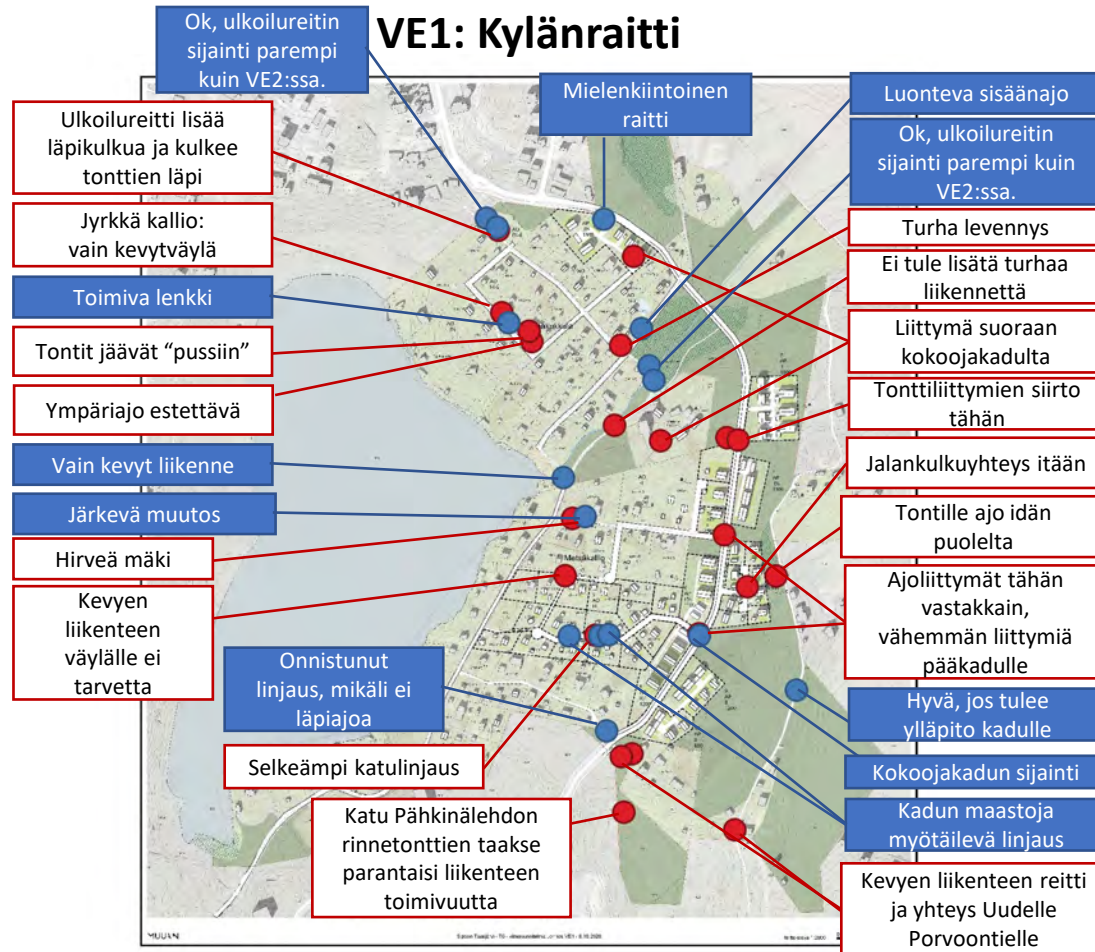 VE1: Kylänraitti
Ok, ulkoilureitin
sijainti parempi
kuin VE2:ssa.
Ulkoilureitti lisää
läpikulkua ja kulkee
tonttien läpi
Jyrkkä kallio:
vain kevytväylä
Toimiva lenkki
Tontit jäävät “pussiin”
Ympäriajo estettävä
Vain kevyt liikenne
Järkevä muutos
Hirveä mäki
Kevyen
liikenteen
väylälle ei
tarvetta
Onnistunut
linjaus, mikäli ei
läpiajoa
Selkeämpi katulinjaus
Katu Pähkinälehdon
rinnetonttien taakse
parantaisi liikenteen
toimivuutta
Mielenkiintoinen
raitti
Luonteva sisäänajo
Ok, ulkoilureitin
sijainti parempi kuin
VE2:ssa.
Turha levennys
Ei tule lisätä turhaa
liikennettä
Liittymä suoraan
kokoojakadulta
Tonttiliittymien siirto
tähän
Jalankulkuyhteys itään
Tontille ajo idän
puolelta
Ajoliittymät tähän
vastakkain,
vähemmän liittymiä
pääkadulle
Hyvä, jos tulee
ylläpito kadulle
Kokoojakadun sijainti
Kadun maastoja
myötäilevä linjaus
Kevyen liikenteen reitti
ja yhteys Uudelle
Porvoontielle